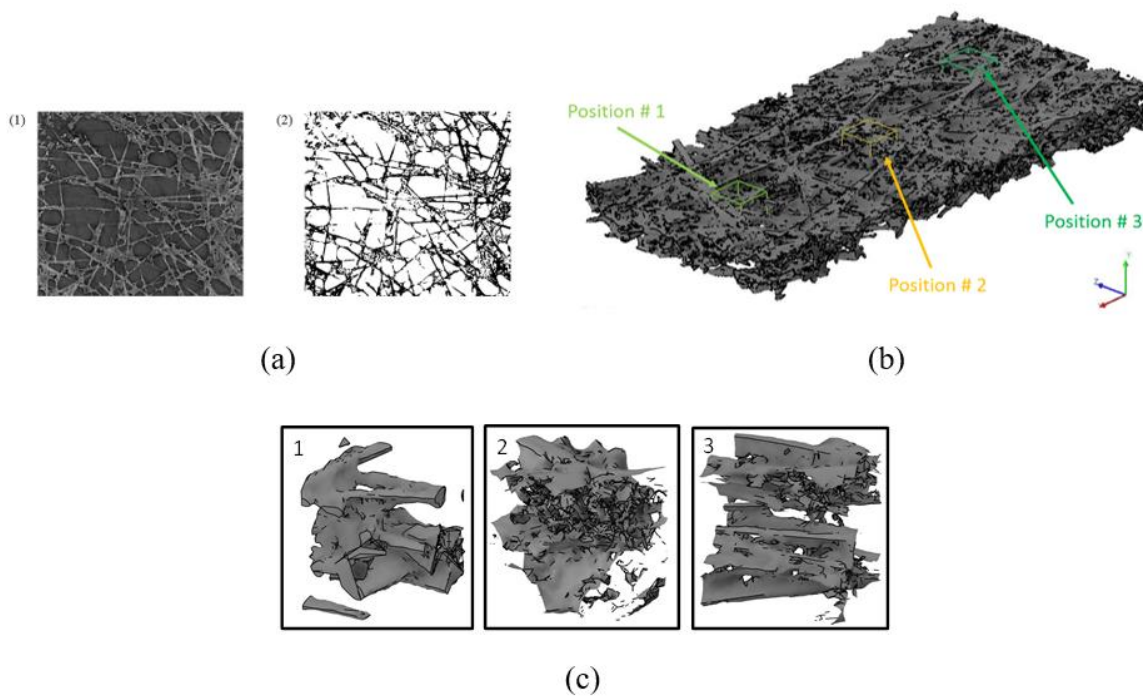 (1)
(2)
Position # 1
Position # 2
Position # 3
Y
Z
(a)
(b)
1
2
3
(c)